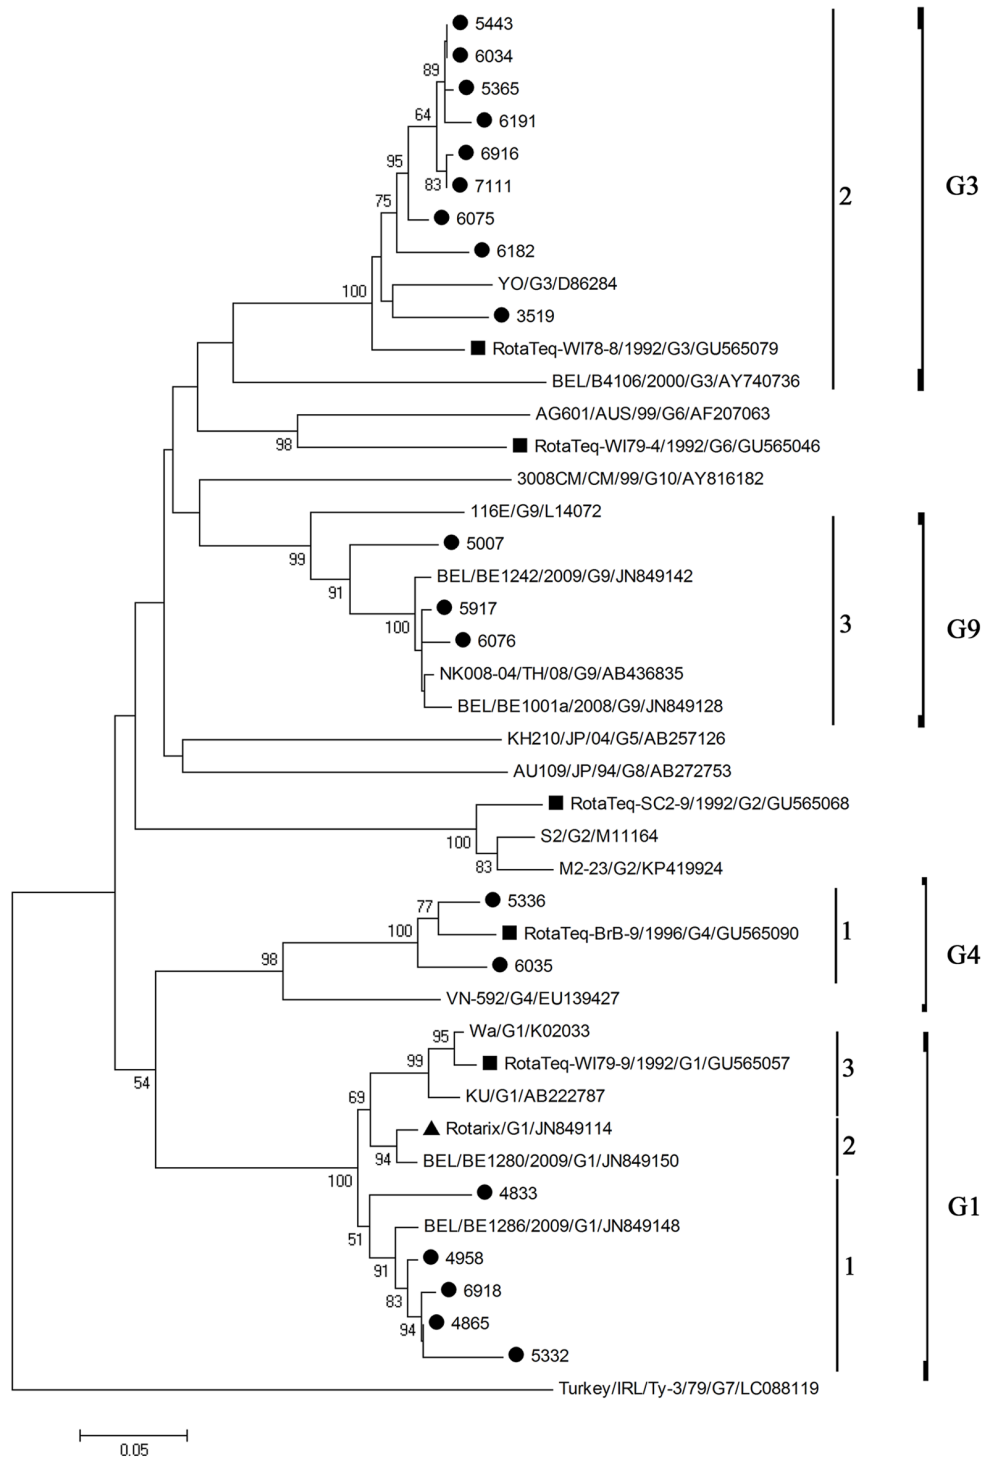 5443
6034
89
5365
64
6191
95
6916
83
7111
75
6075
2
G3
6182
100
YO/G3/D86284
3519
RotaTeq-WI78-8/1992/G3/GU565079
BEL/B4106/2000/G3/AY740736
AG601/AUS/99/G6/AF207063
98
RotaTeq-WI79-4/1992/G6/GU565046
3008CM/CM/99/G10/AY816182
116E/G9/L14072
99
5007
91
BEL/BE1242/2009/G9/JN849142
100
5917
3
G9
6076
NK008-04/TH/08/G9/AB436835
BEL/BE1001a/2008/G9/JN849128
KH210/JP/04/G5/AB257126
AU109/JP/94/G8/AB272753
RotaTeq-SC2-9/1992/G2/GU565068
100
S2/G2/M11164
83
M2-23/G2/KP419924
77
5336
100
RotaTeq-BrB-9/1996/G4/GU565090
1
G4
98
6035
VN-592/G4/EU139427
95
Wa/G1/K02033
99
RotaTeq-WI79-9/1992/G1/GU565057
3
54
69
KU/G1/AB222787
Rotarix/G1/JN849114
2
94
BEL/BE1280/2009/G1/JN849150
100
4833
G1
51
BEL/BE1286/2009/G1/JN849148
91
4958
1
83
6918
94
4865
5332
Turkey/IRL/Ty-3/79/G7/LC088119
0.05